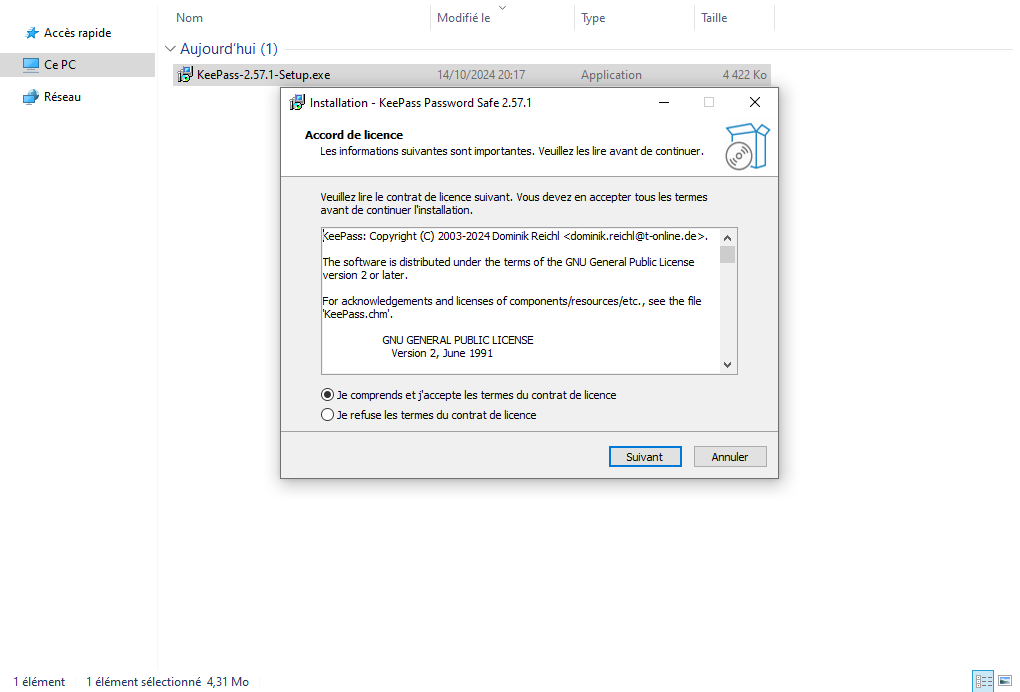 Nom Modifié le Type Taille
Accès rapide
Ce PC
Réseau
Aujourd'hui (1)
KeePass-2.57.1-Setup.exe 14/10/2024 20:17 Application 4 422 Ko
Installation - KeePass Password Safe 2.57.1
Accord de licence
Les informations suivantes sont importantes. Veuillez les lire avant de continuer.
Veuillez lire le contrat de licence suivant. Vous devez en accepter tous les termes
avant de continuer l'installation.
KeePass: Copyright (C) 2003-2024 Dominik Reichl <dominik.reichl@t-online.de>.
The software is distributed under the terms of the GNU General Public License
version 2 or later.
For acknowledgements and licenses of components/resources/etc., see the file
'KeePass.chm'.
GNU GENERAL PUBLIC LICENSE
Version 2, June 1991
Je comprends et j'accepte les termes du contrat de licence
Je refuse les termes du contrat de licence
Suivant Annuler
1 élément 1 élément sélectionné 4,31 Mo